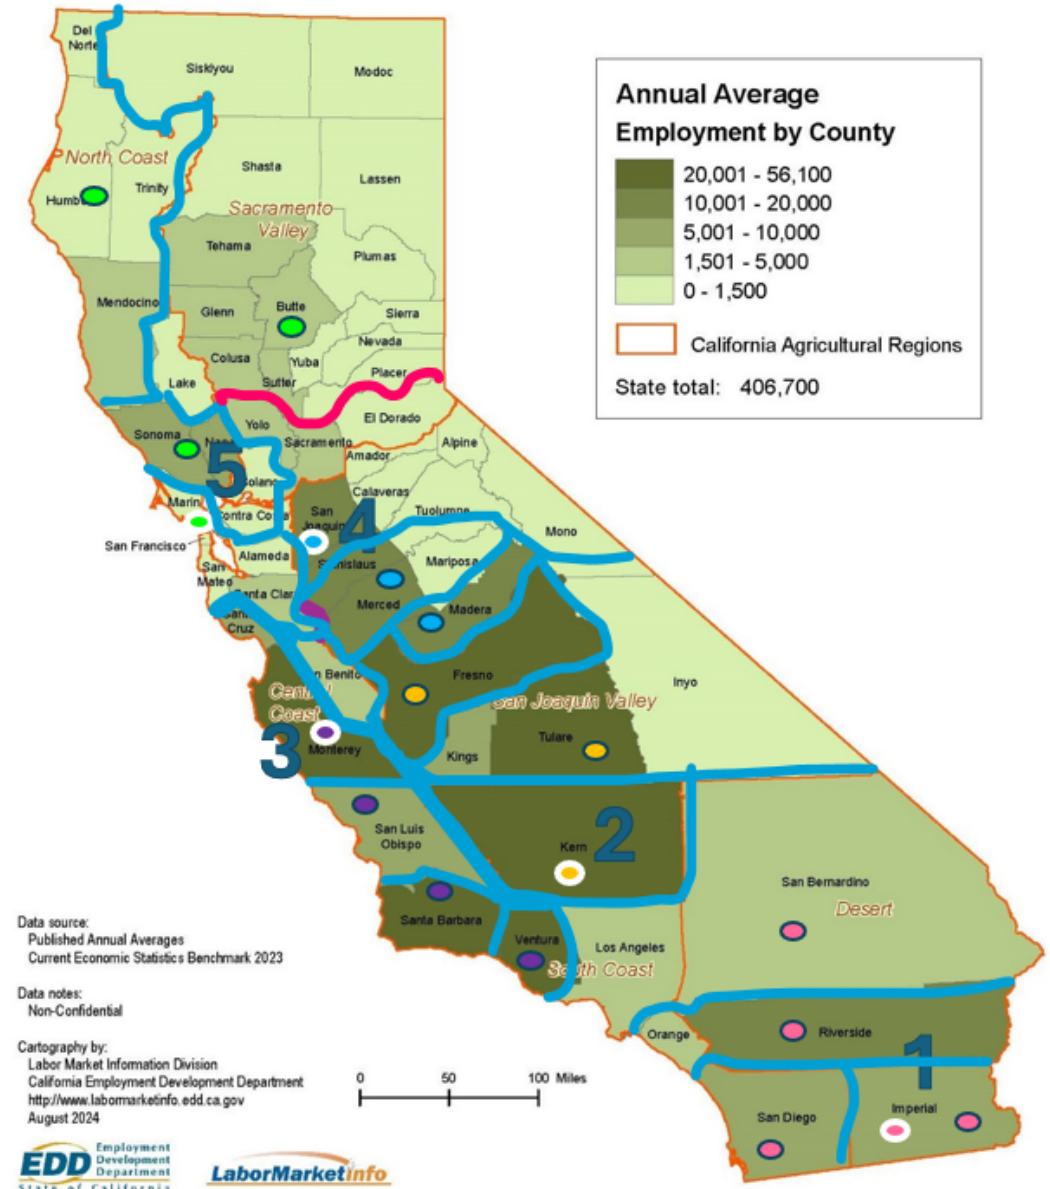 Del
Norte
Siskiyou
Modoc
North Coast
Humb
Trinity
Shasta
Lassen
Sacramento
Valley
Tehama
Plumas
Mendocino
Glenn
Butte
Sierra
Nevada
Colusa
Yuba
Placer
Lake
Sutter
El Dorado
Yolo
Sonoma
Sacramento
Alpine
Amador
5
Solano
Calaveras
Marin
Contra Costa
San
Joaquin
4
Tuolumne
Mono
San Francisco
Alameda
Stanislaus
Mariposa
San
Mateo
Santa Clar
Merced
Madera
Santa
Cruz
n Benito
Fresno
Inyo
Central
Coast
San Joaquin Valley
3
Monterey
Kings
Tulare
San Luis
Obispo
Kern
2
San Bernardino
Desert
Santa Barbara
Ventura
Los Angeles
South Coast
Orange
Riverside
1
San Diego
Imperial
Annual Average
Employment by County
20,001 - 56,100
10,001 - 20,000
5,001 - 10,000
1,501 - 5,000
0 - 1,500
California Agricultural Regions
State total: 406,700
Data source:
Published Annual Averages
Current Economic Statistics Benchmark 2023
Data notes:
Non-Confidential
Cartography by:
Labor Market Information Division
California Employment Development Department
http://www.labormarketinfo.edd.ca.gov
August 2024
0 50 100 Miles
EDD Employment
Development
Department
State of California
LaborMarketinfo